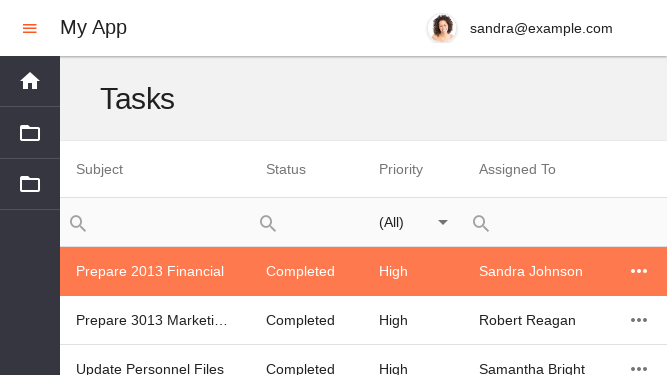 My App
sandra@example.com
Tasks
Subject Status Priority Assigned To
(All)
Prepare 2013 Financial Completed High Sandra Johnson
Prepare 3013 Marketi… Completed High Robert Reagan
Update Personnel Files Completed High Samantha Bright